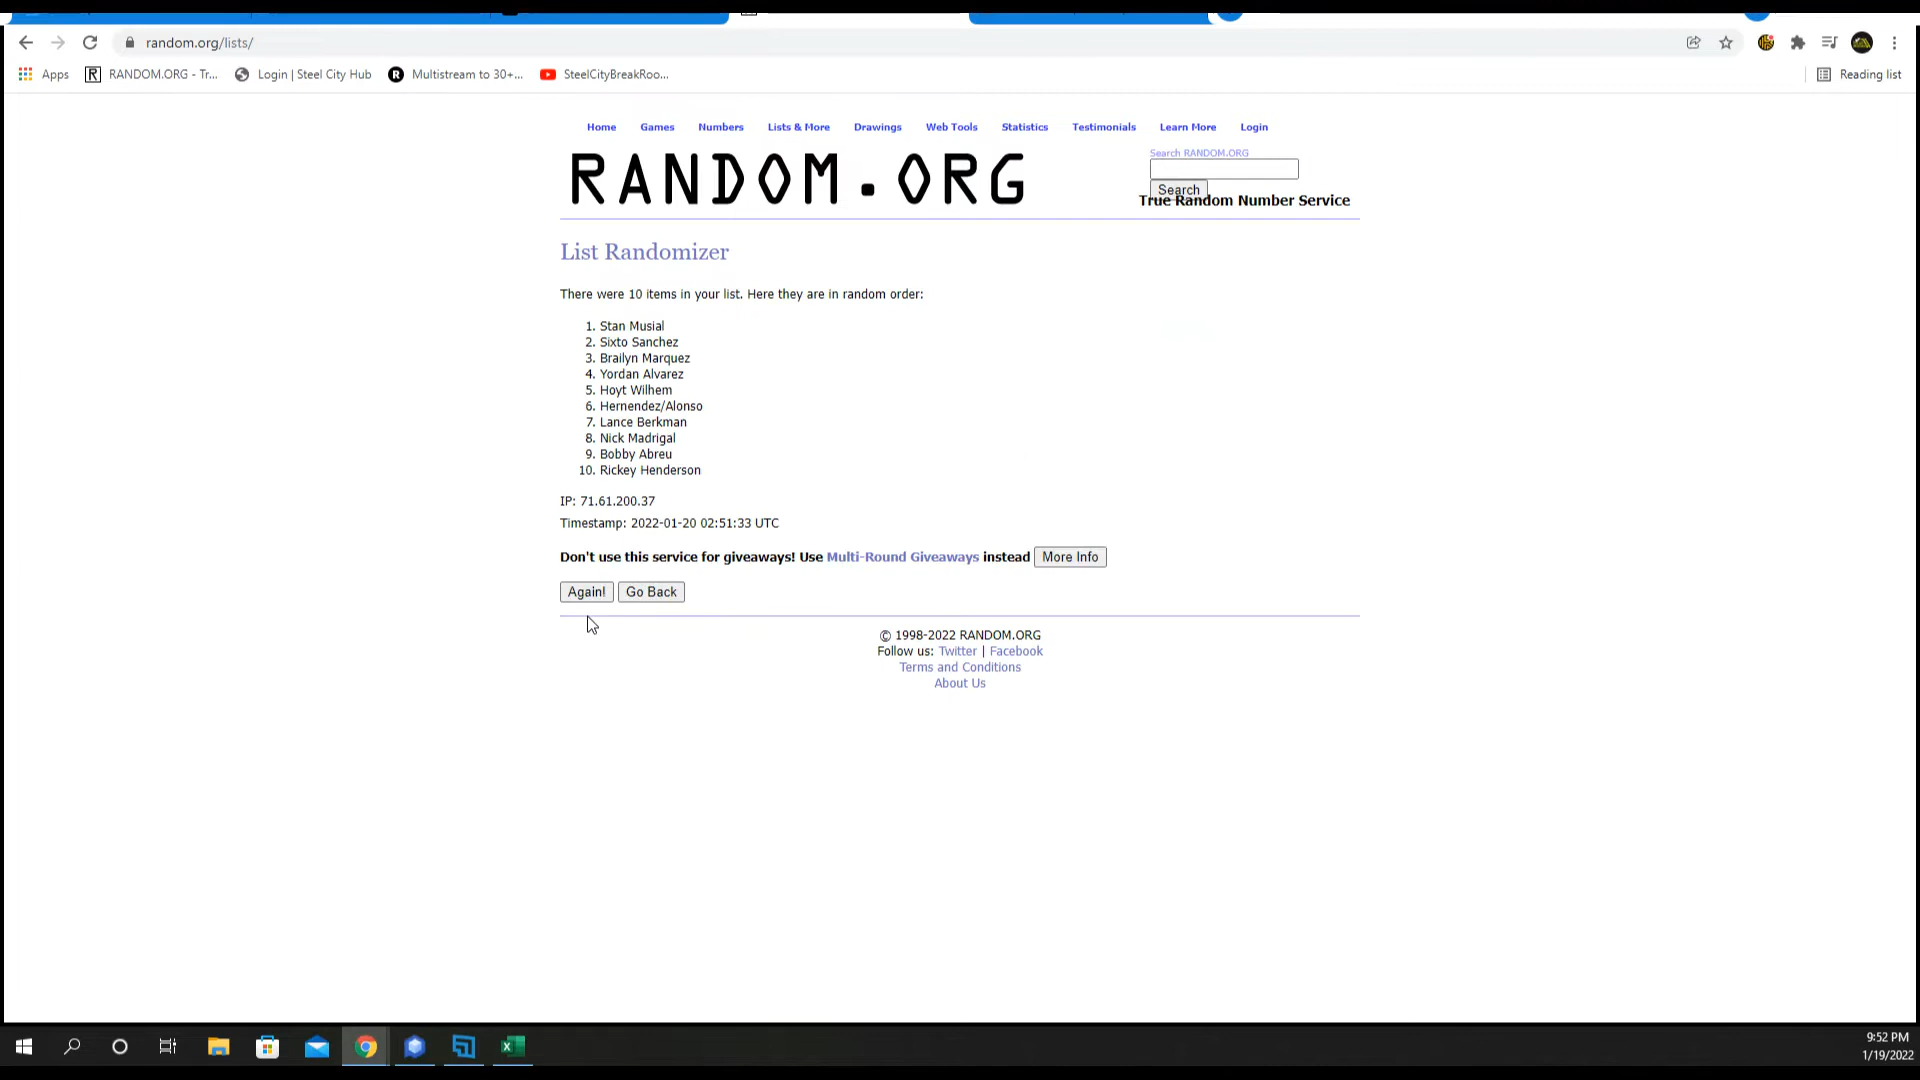 random.org/lists/
Apps RANDOM.ORG - Tr... Login | Steel City Hub Multistream to 30+... SteelCityBreakRoo... Reading list
Home Games Numbers Lists & More Drawings Web Tools Statistics Testimonials Learn More Login
RANDOM.ORG
Search RANDOM.ORG
Search
True Random Number Service
List Randomizer
There were 10 items in your list. Here they are in random order:
1. Stan Musial
2. Sixto Sanchez
3. Brailyn Marquez
4. Yordan Alvarez
5. Hoyt Wilhem
6. Hernendez/Alonso
7. Lance Berkman
8. Nick Madrigal
9. Bobby Abreu
10. Rickey Henderson
IP: 71.61.200.37
Timestamp: 2022-01-20 02:51:33 UTC
Don't use this service for giveaways! Use Multi-Round Giveaways instead More Info
Again! Go Back
© 1998-2022 RANDOM.ORG
Follow us: Twitter | Facebook
Terms and Conditions
About Us
9:52 PM
1/19/2022